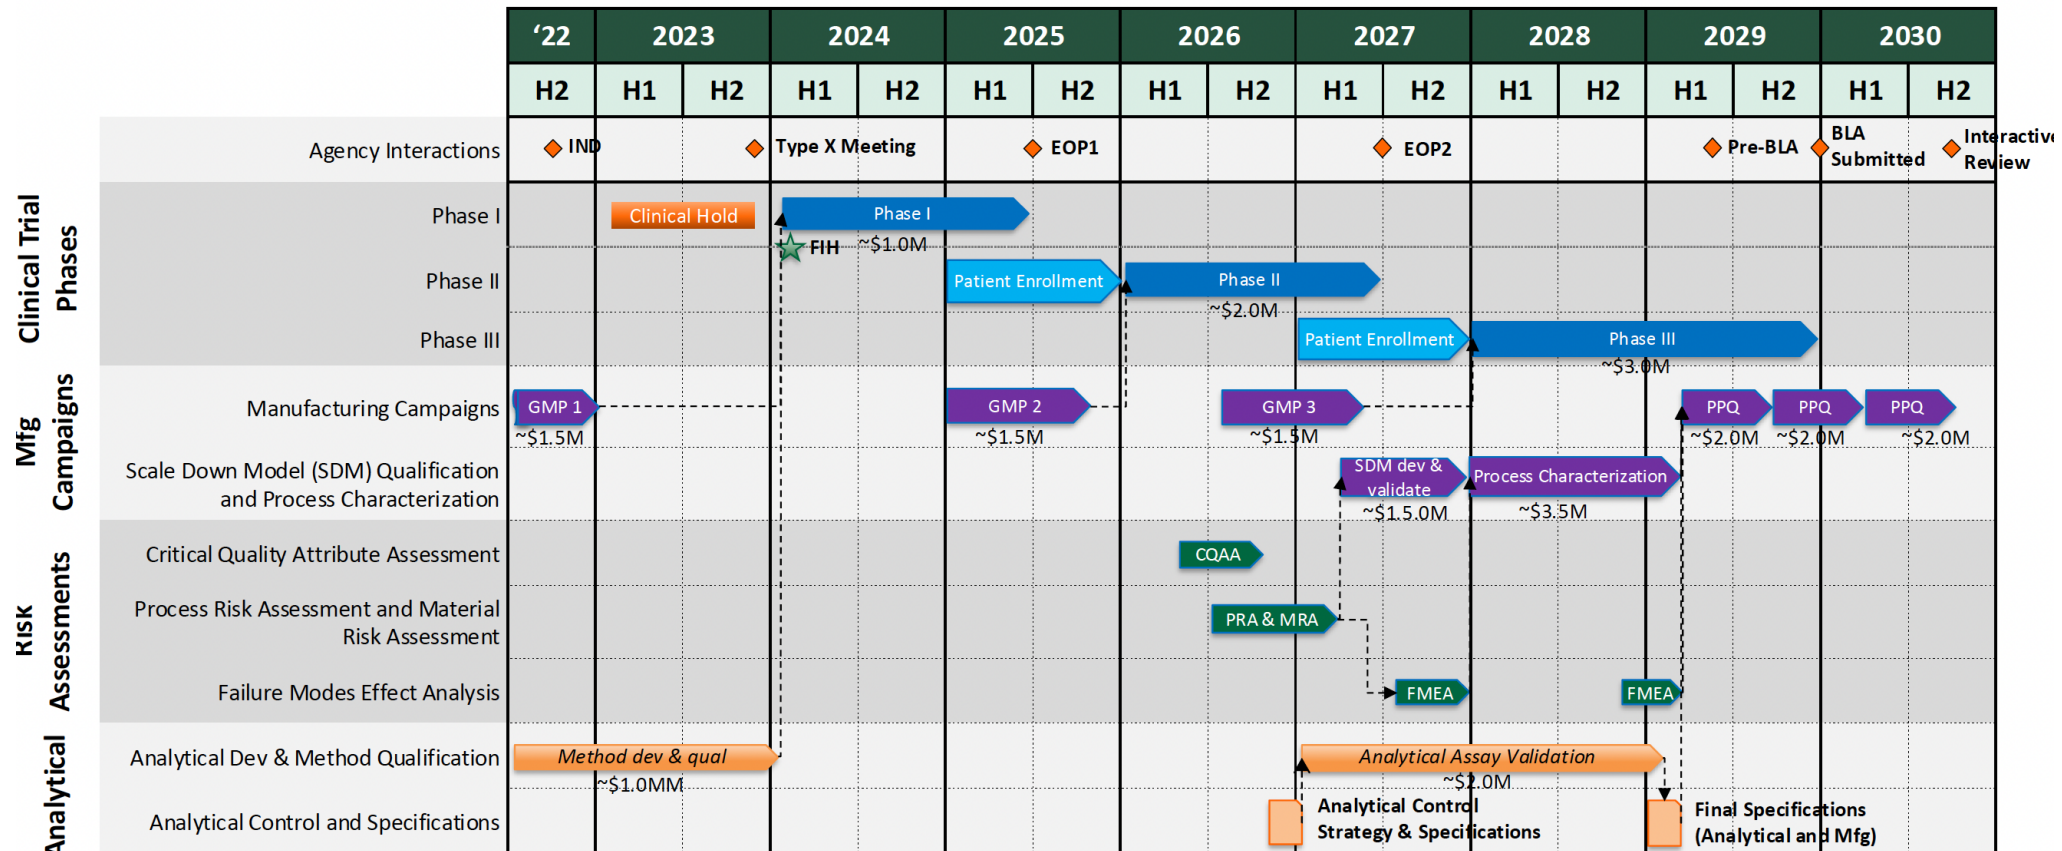 ‘22 2023 2024 2025 2026 2027 2028 2029 2030
H2 H1 H2 H1 H2 H1 H2 H1 H2 H1 H2 H1 H2 H1 H2 H1 H2
Agency Interactions
IND
Type X Meeting
EOP1
EOP2
Pre-BLA
BLA
Submitted
Interactive
Review
Clinical Trial
Phases
Phase I
Clinical Hold
Phase I
FIH
~$1.0M
Phase II
Patient Enrollment
Phase II
~$2.0M
Phase III
Patient Enrollment
Phase III
~$3.0M
Mfg
Campaigns
Manufacturing Campaigns
GMP 1
~$1.5M
GMP 2
~$1.5M
GMP 3
~$1.5M
PPQ
~$2.0M
PPQ
~$2.0M
PPQ
~$2.0M
Scale Down Model (SDM) Qualification
and Process Characterization
SDM dev &
validate
~$1.5.0M
Process Characterization
~$3.5M
Risk
Assessments
Critical Quality Attribute Assessment
CQAA
Process Risk Assessment and Material
Risk Assessment
PRA & MRA
Failure Modes Effect Analysis
FMEA
FMEA
Analytical
Analytical Dev & Method Qualification
Method dev & qual
~$1.0MM
Analytical Assay Validation
~$2.0M
Analytical Control and Specifications
Analytical Control
Strategy & Specifications
Final Specifications
(Analytical and Mfg)